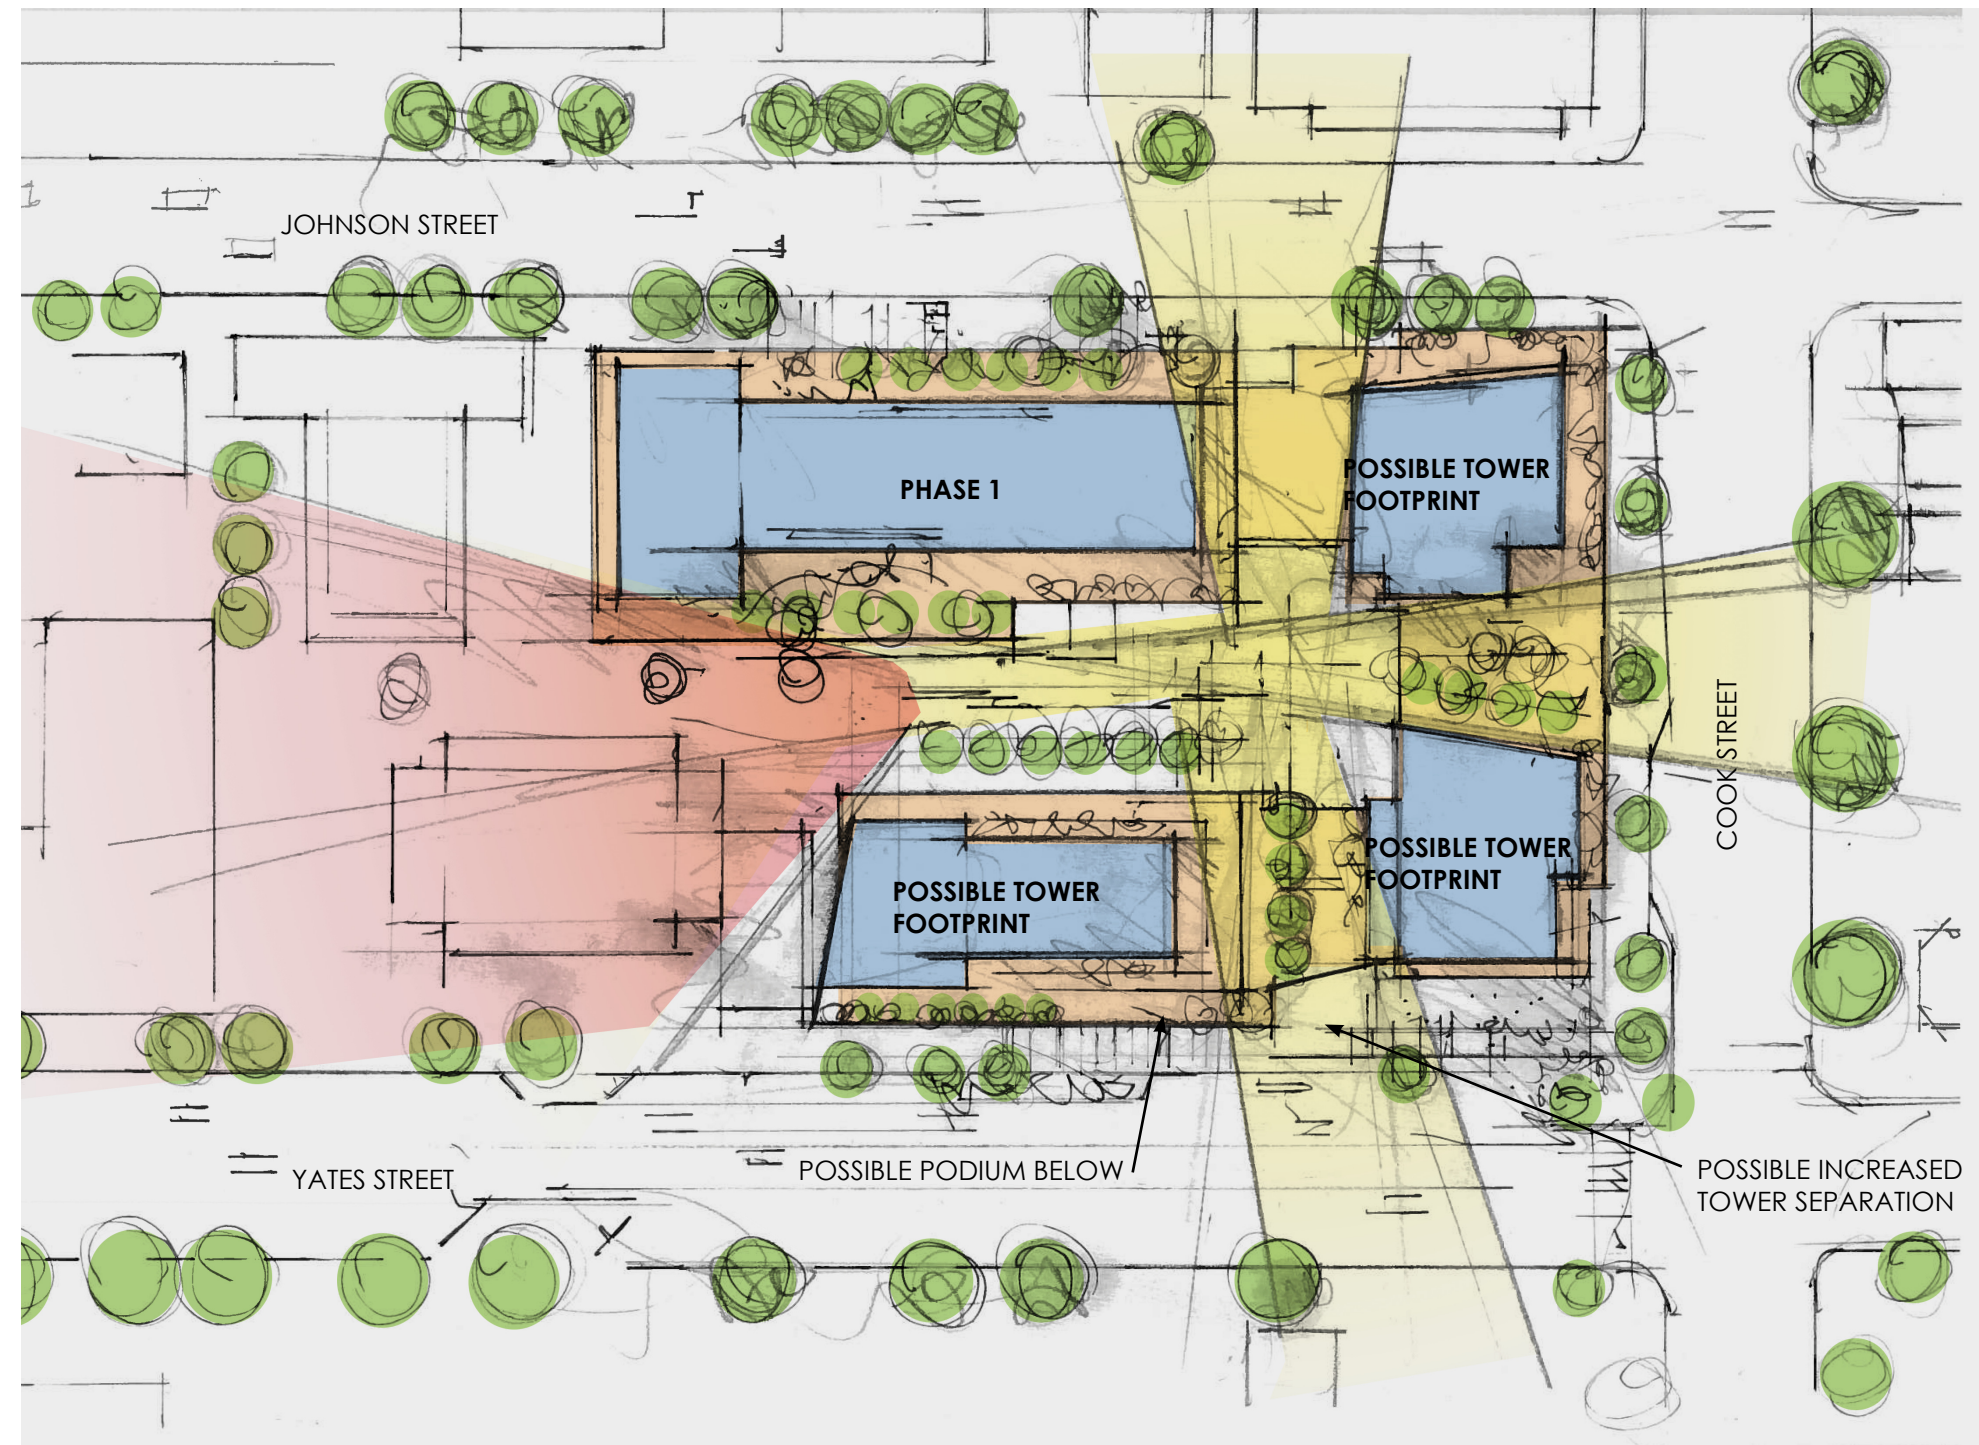 JOHNSON STREET
POSSIBLE TOWER
FOOTPRINT
PHASE 1
COOK STREET
POSSIBLE TOWER
FOOTPRINT
POSSIBLE TOWER
FOOTPRINT
POSSIBLE PODIUM BELOW
POSSIBLE INCREASED
TOWER SEPARATION
YATES STREET